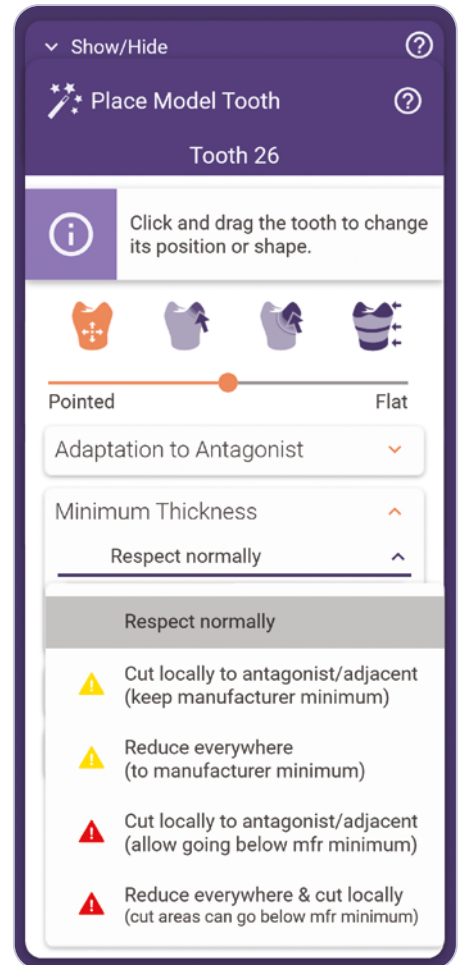 Show/Hide
Place Model Tooth
Tooth 26
Click and drag the tooth to change
its position or shape.
Pointed
Flat
Adaptation to Antagonist
Minimum Thickness
Respect normally
Respect normally
Cut locally to antagonist/adjacent
(keep manufacturer minimum)
Reduce everywhere
(to manufacturer minimum)
Cut locally to antagonist/adjacent
(allow going below mfr minimum)
Reduce everywhere & cut locally
(cut areas can go below mfr minimum)